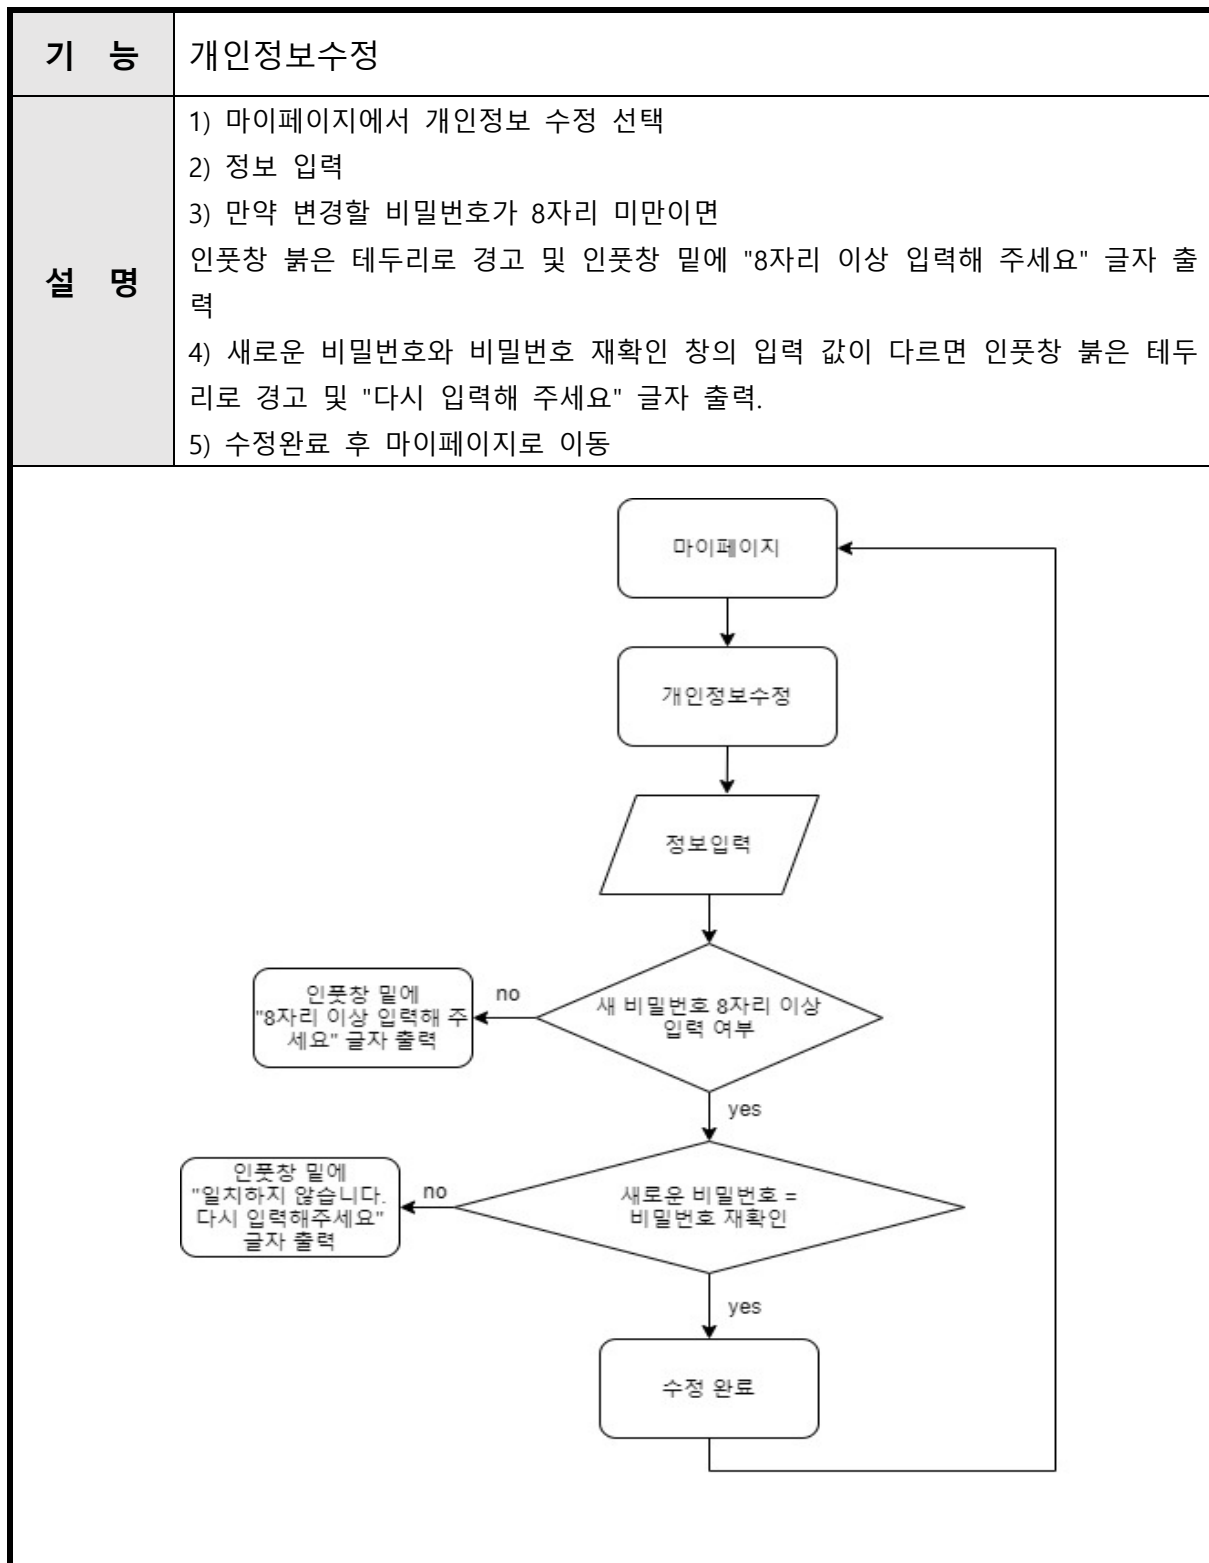 기 능
개인정보수정
설 명
1) 마이페이지에서 개인정보 수정 선택
2) 정보 입력
3) 만약 변경할 비밀번호가 8자리 미만이면
인풋창 붉은 테두리로 경고 및 인풋창 밑에 "8자리 이상 입력해 주세요" 글자 출
력
4) 새로운 비밀번호와 비밀번호 재확인 창의 입력 값이 다르면 인풋창 붉은 테두
리로 경고 및 "다시 입력해 주세요" 글자 출력.
5) 수정완료 후 마이페이지로 이동
마이페이지
개인정보수정
정보입력
새 비밀번호 8자리 이상
입력 여부
no
인풋창 밑에
"8자리 이상 입력해 주
세요" 글자 출력
yes
새로운 비밀번호 =
비밀번호 재확인
no
인풋창 밑에
"일치하지 않습니다.
다시 입력해주세요"
글자 출력
yes
수정 완료